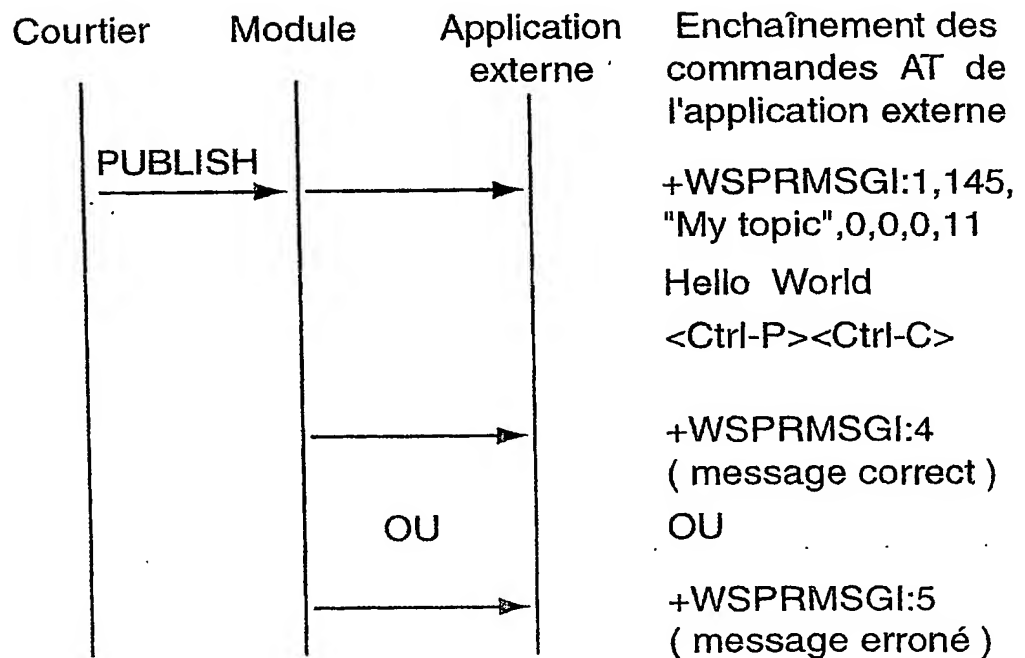 Courtier
Module
Application
externe
Enchaînement des
commandes AT de
l'application externe
PUBLISH
+WSPRMSGI:1,145,
"My topic",0,0,0,11
Hello World
<Ctrl-P><Ctrl-C>
+WSPRMSGI:4
( message correct )
OU
OU
+WSPRMSGI:5
( message erroné )